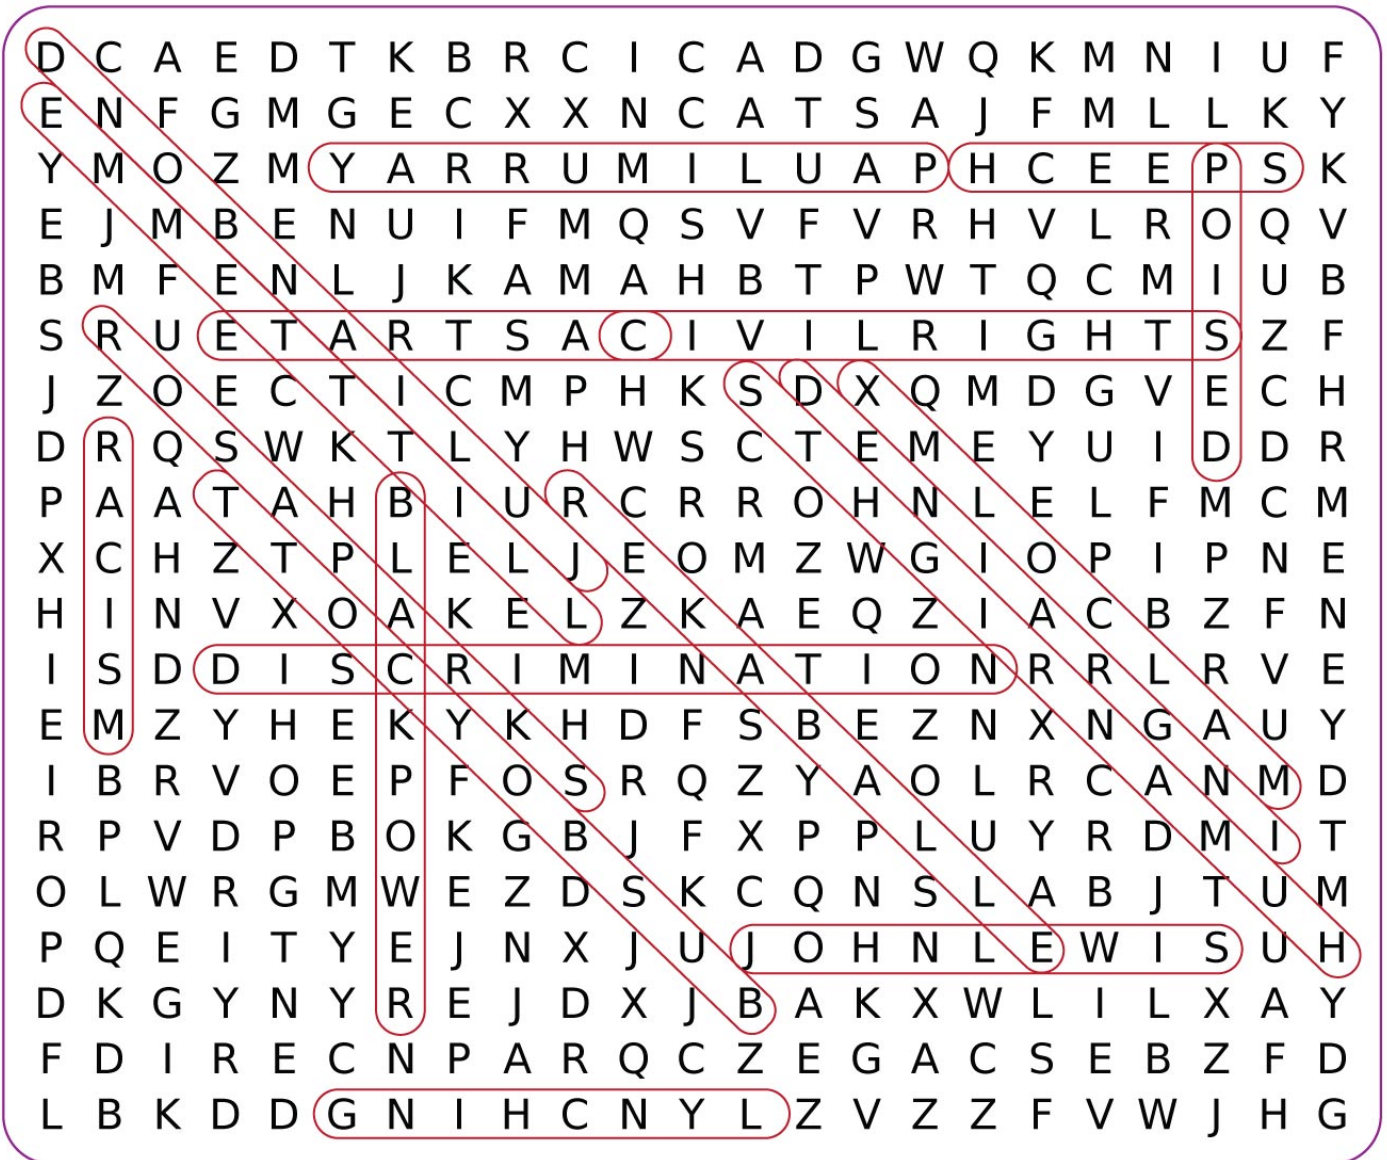 D C A E D T K B R C I C A D G W Q K M N I U F
E N F G M G E C X X N C A T S A J F M L L K Y
Y M O Z M Y A R R U M I L U A P H C E E P S K
E J M B E N U I F M Q S V F V R H V L R O Q V
B M F E N L J K A M A H B T P W T Q C M I U B
S R U E T A R T S A C I V I L R I G H T S Z F
J Z O E C T I C M P H K S D X Q M D G V E C H
D R Q S W K T L Y H W S C T E M E Y U I D D R
P A A T A H B I U R C R R O H N L E L F M C M
X C H Z T P L E L J E O M Z W G I O P I P N E
H I N V X O A K E L Z K A E Q Z I A C B Z F N
I S D D I S C R I M I N A T I O N R R L R V E
E M Z Y H E K Y K H D F S B E Z N X N G A U Y
I B R V O E P F O S R Q Z Y A O L R C A N M D
R P V D P B O K G B J F X P P L U Y R D M I T
O L W R G M W E Z D S K C Q N S L A B J T U M
P Q E I T Y E J N X J U J O H N L E W I S U H
D K G Y N Y R E J D X J B A K X W L I L X A Y
F D I R E C N P A R Q C Z E G A C S E B Z F D
L B K D D G N I H C N Y L Z V Z Z F V W J H G